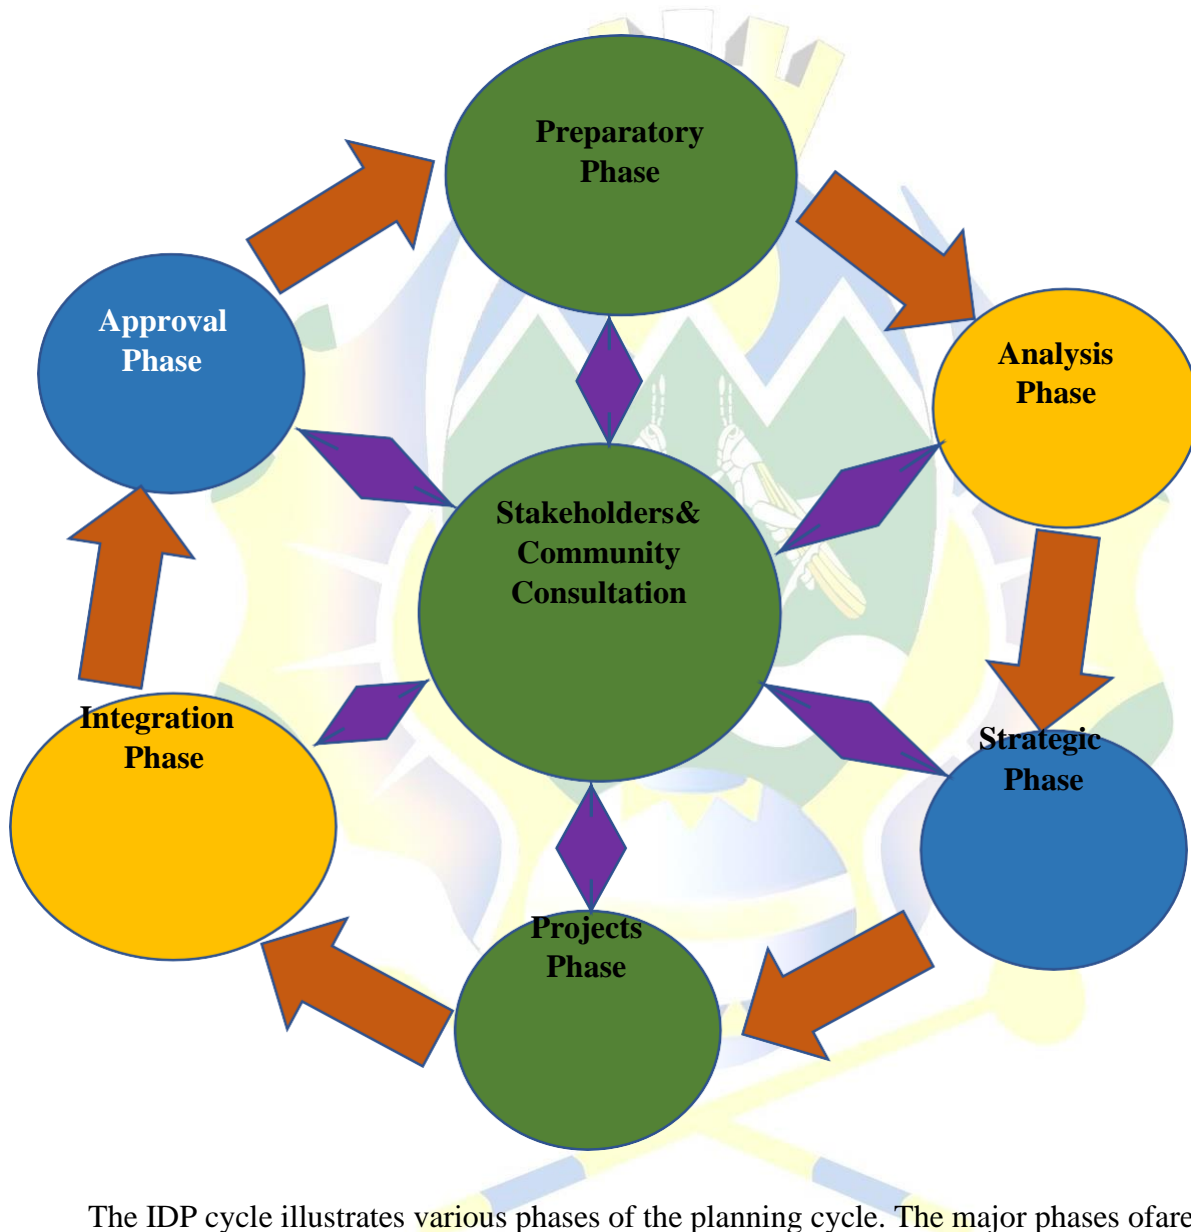 Preparatory
Phase
Approval
Phase
Analysis
Phase
Stakeholders&
Community
Consultation
Integration
Phase
Strategic
Phase
Projects
Phase
The IDP cycle illustrates various phases of the planning cycle. The major phases ofare